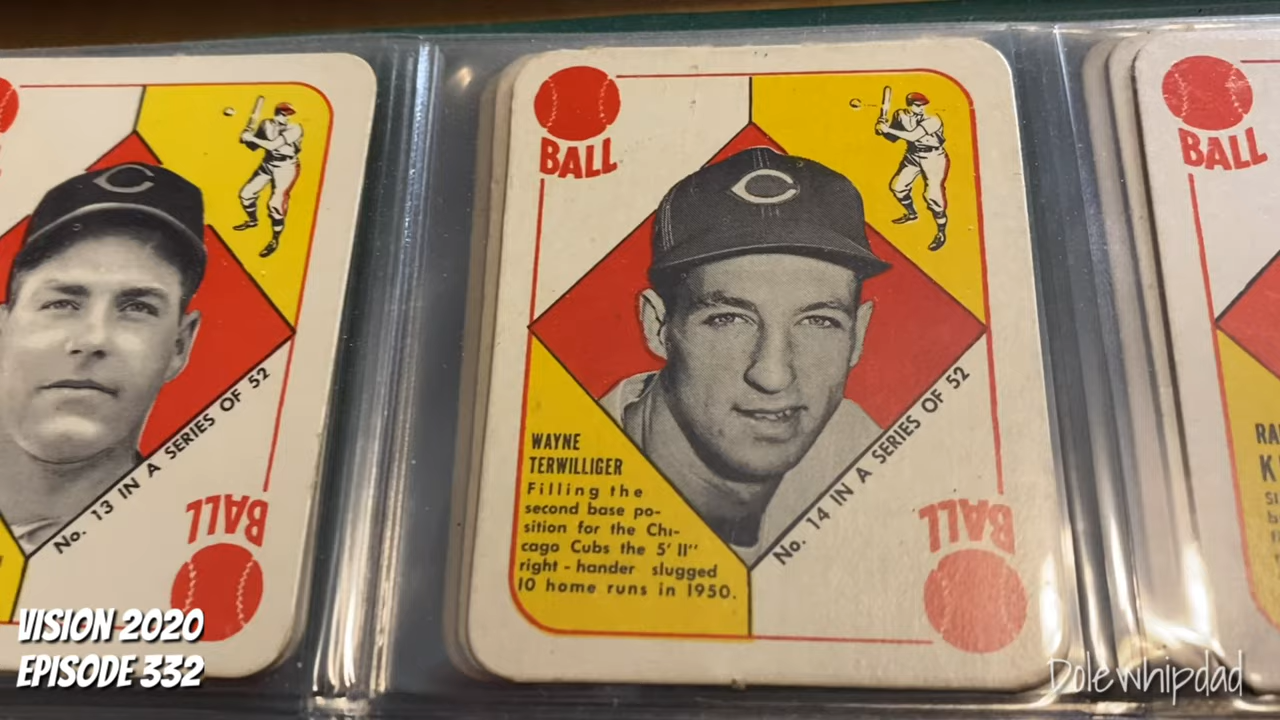 No. 13 IN A SERIES OF 52
BALL
BALL
WAYNE
TERWILLIGER
Filling the
second base po-
sition for the Chi-
cago Cubs the 5' 11"
right - hander slugged
10 home runs in 1950.
No. 14 IN A SERIES OF 52
BALL
BALL
VISION 2020
EPISODE 332
Dolewhipdad